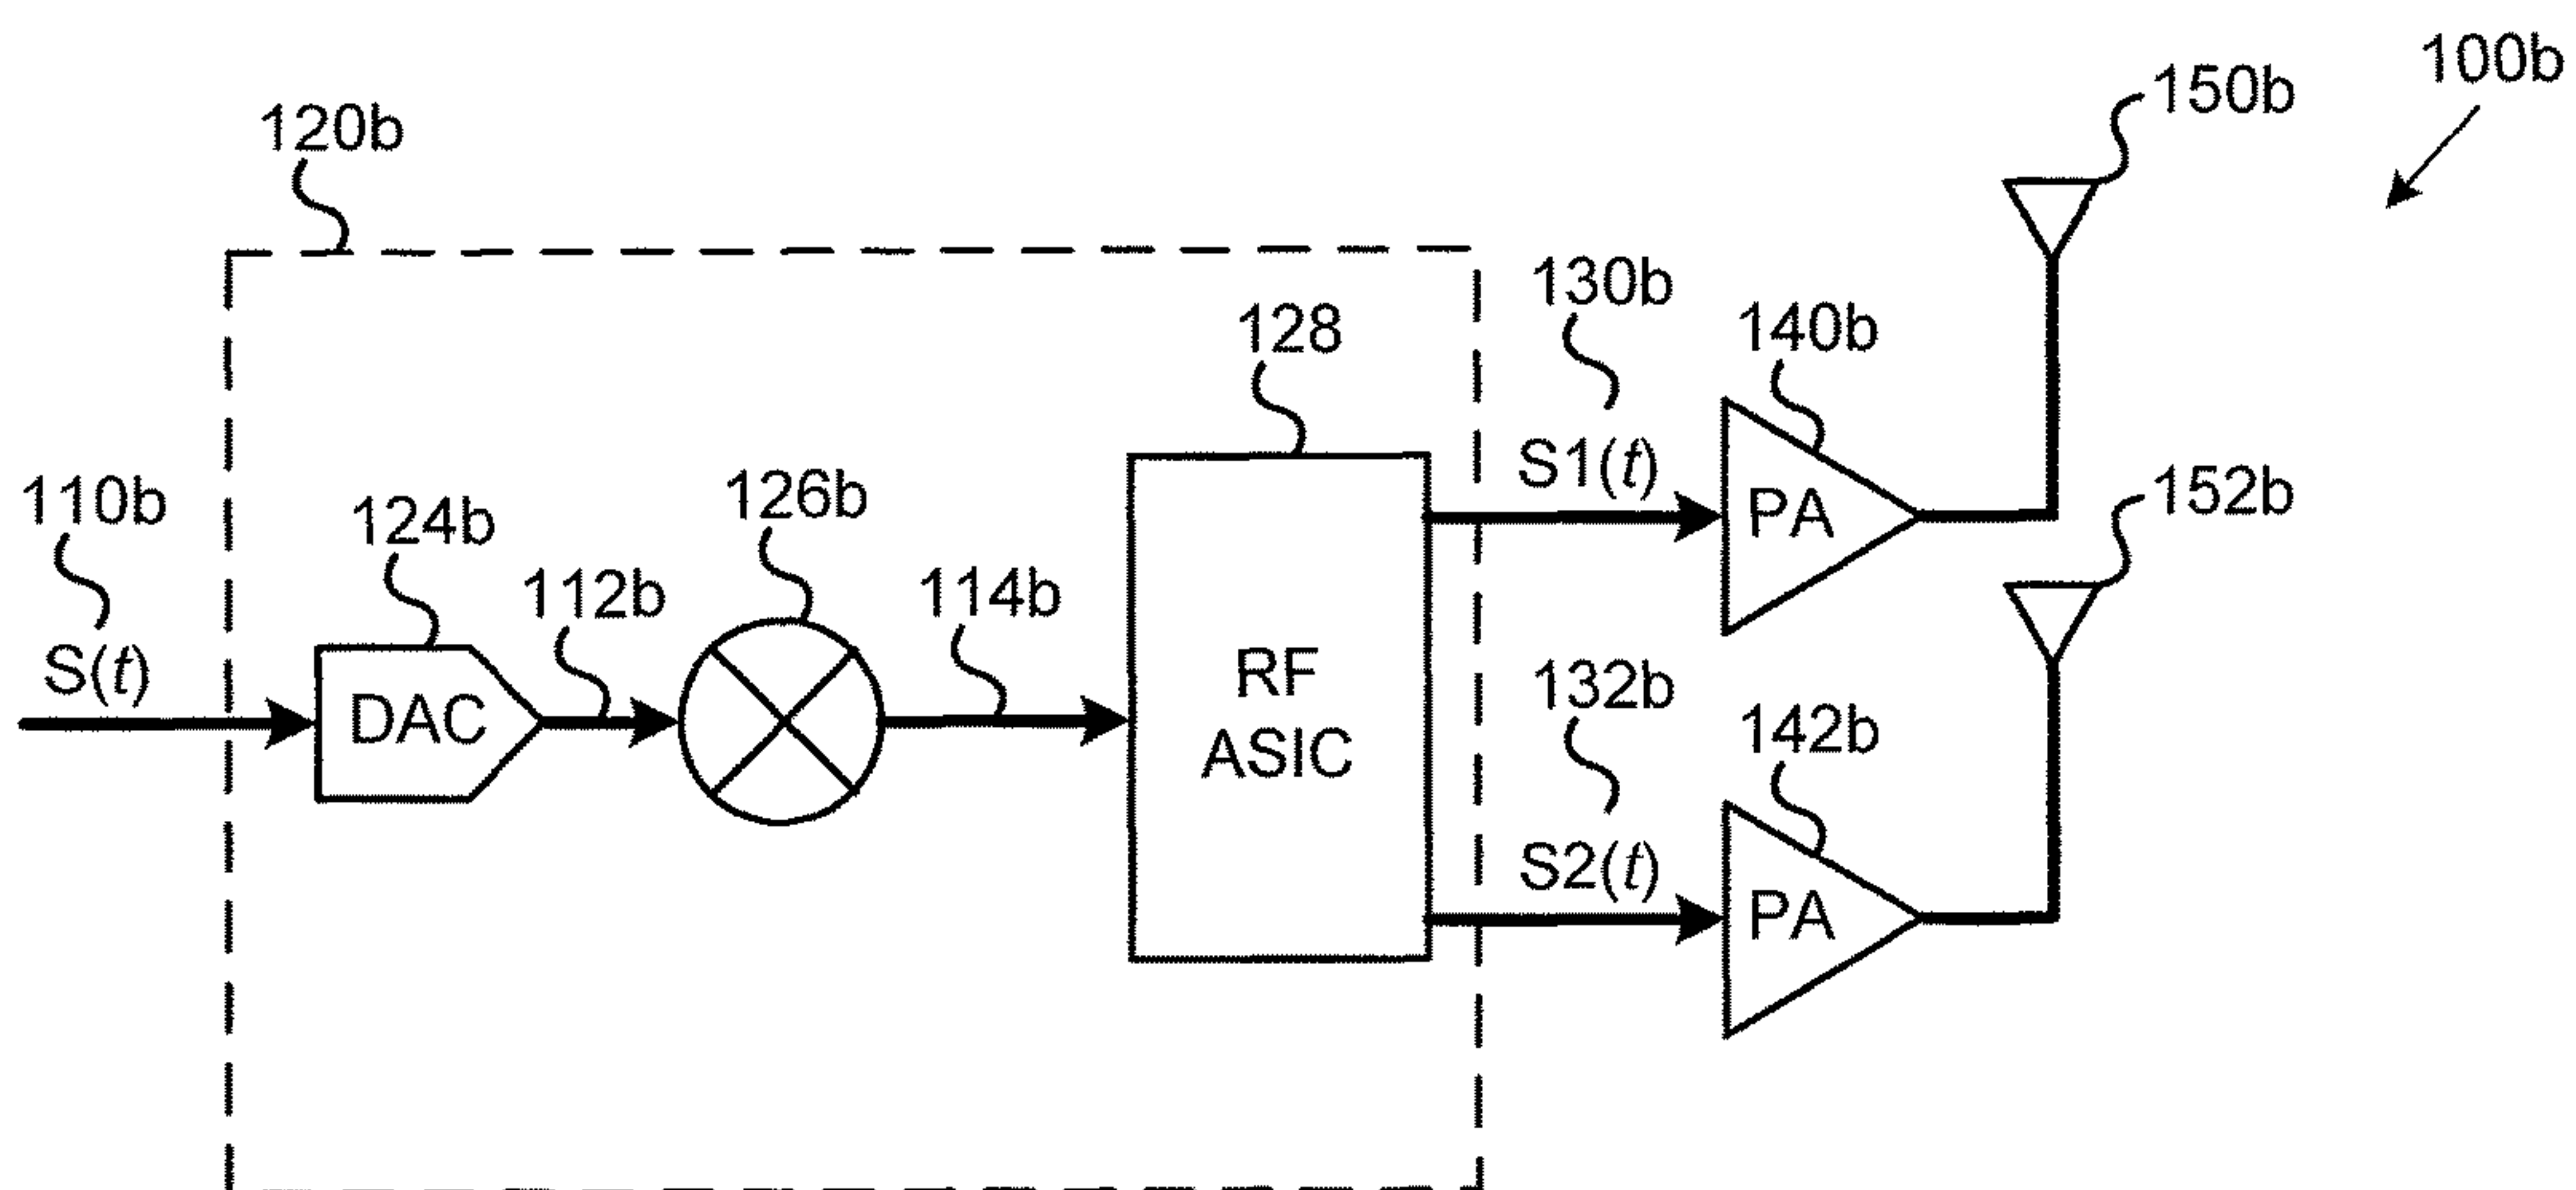 100b
150b
120b
130b
128
140b
S1(t)
152b
110b
124b
126b
PA
112b
114b
S(t)
DAC
RF
ASIC
132b
142b
S2(t)
PA